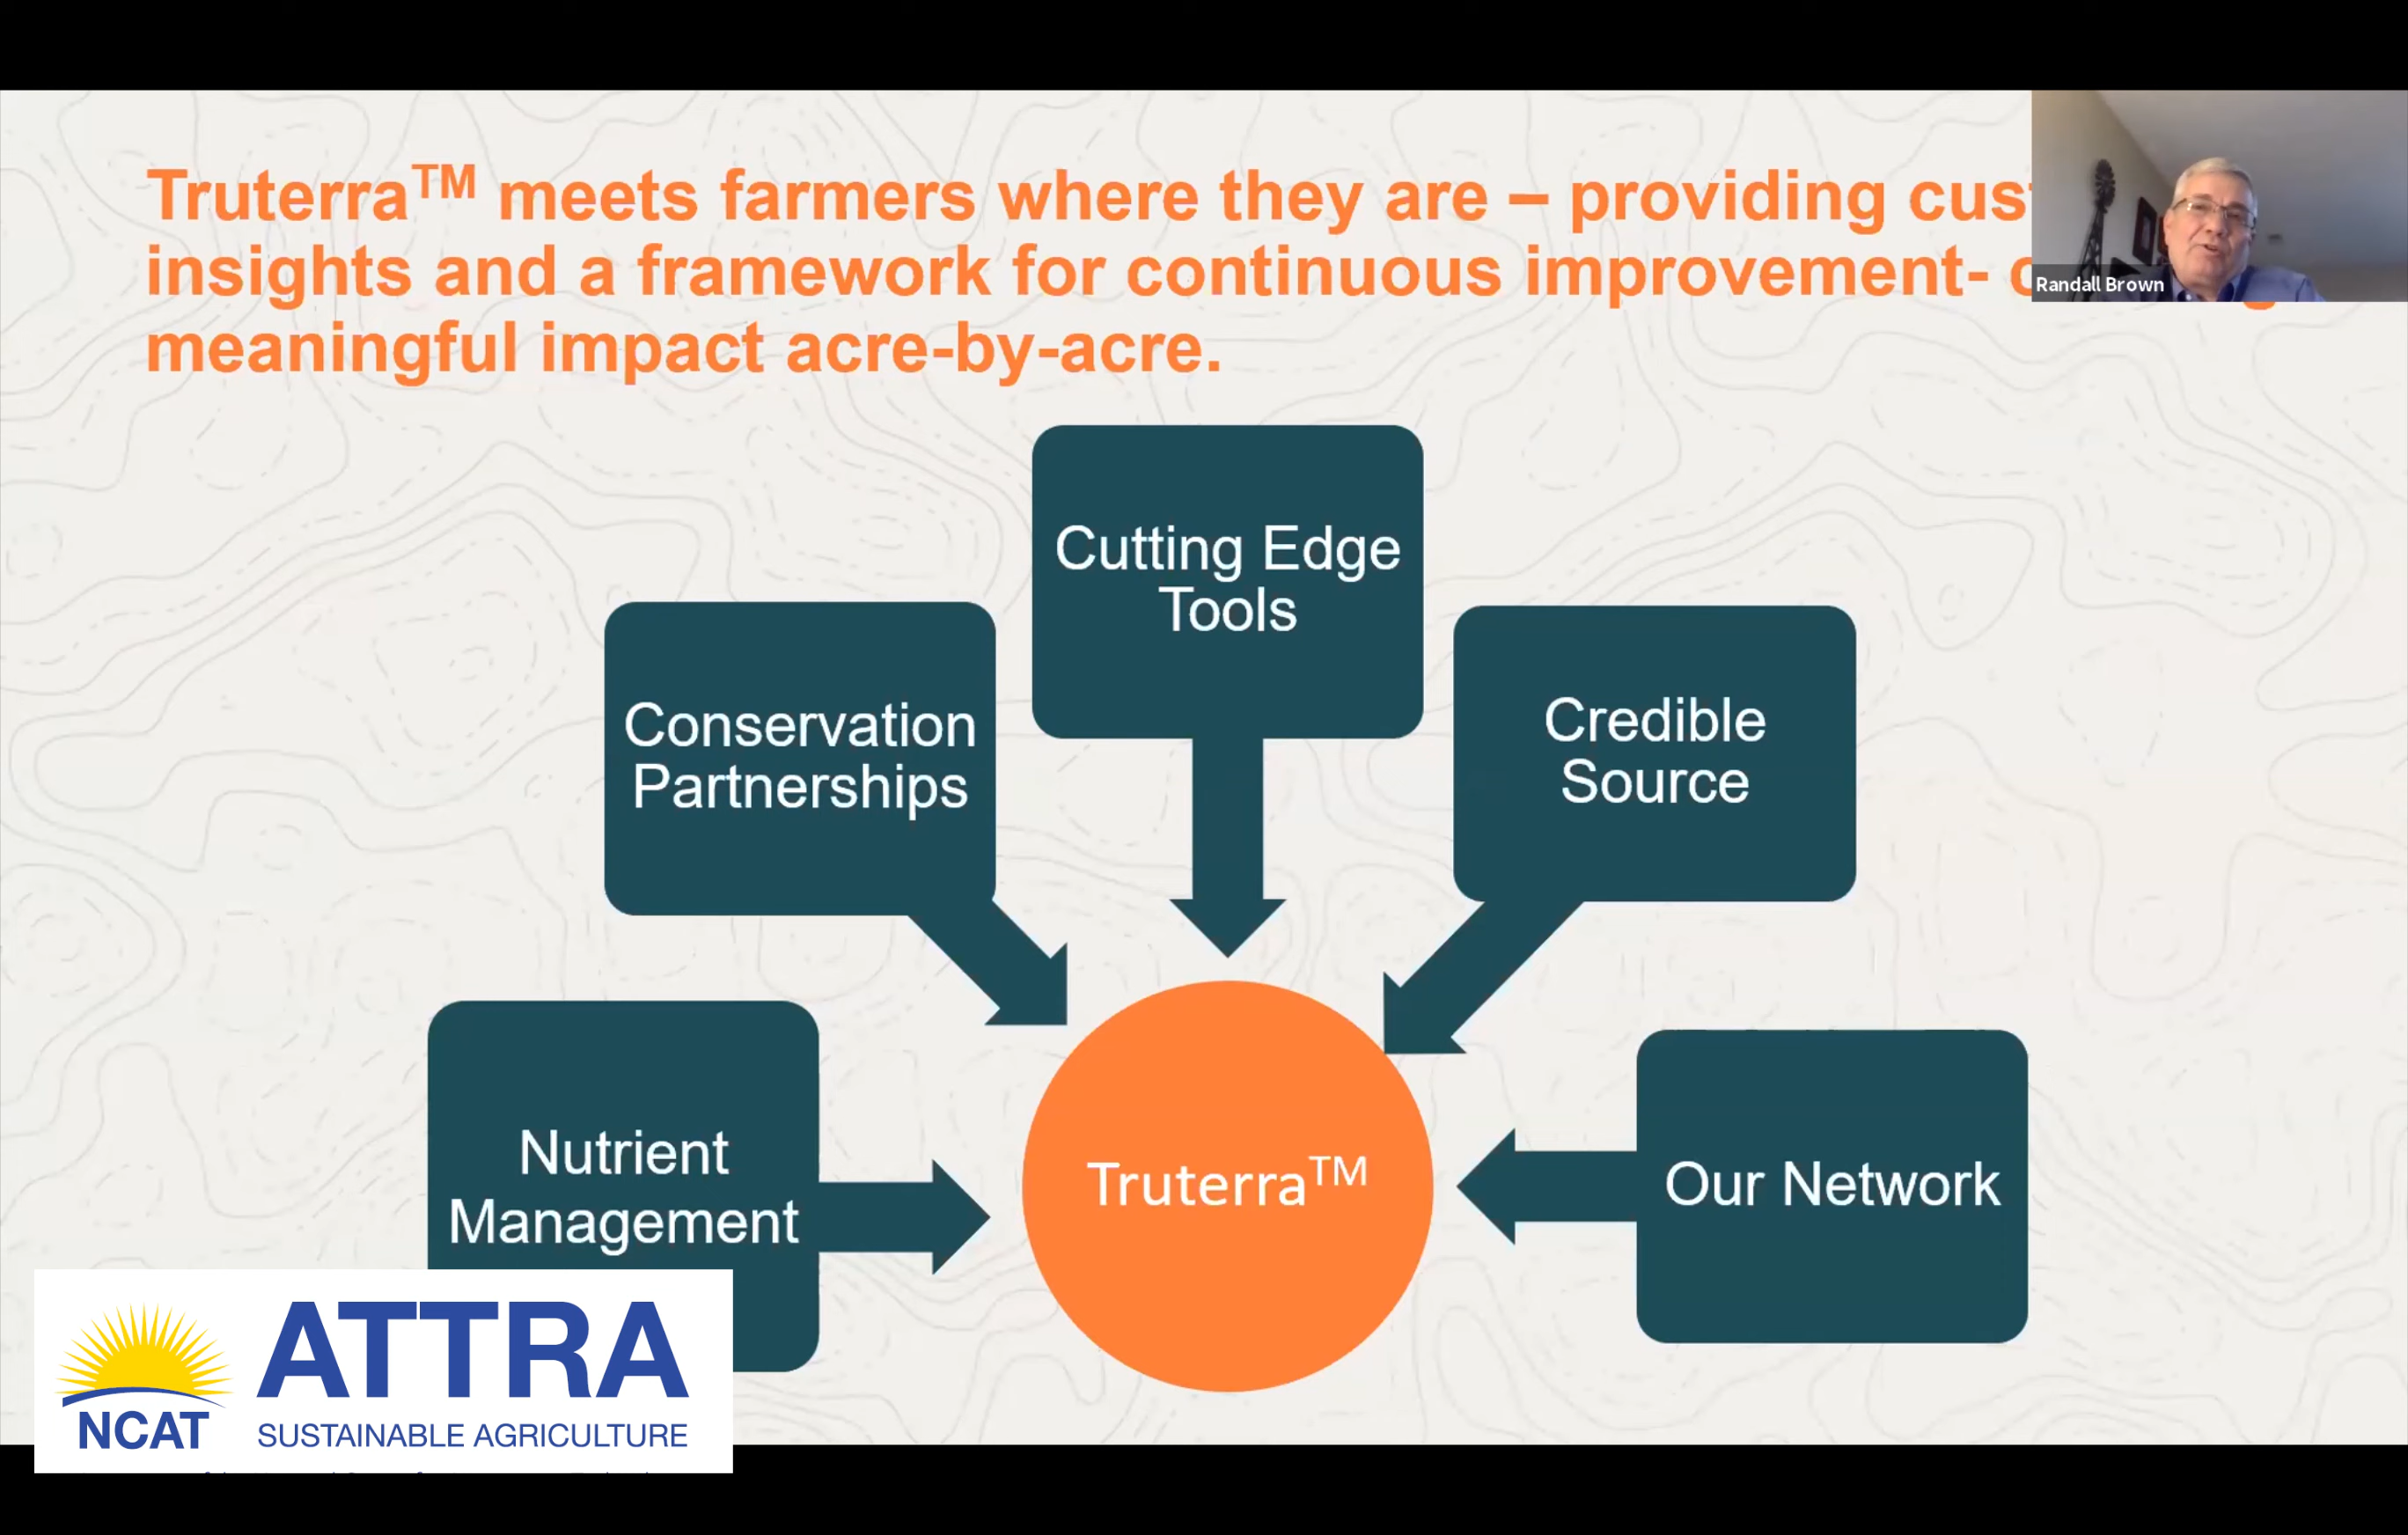 Truterra™ meets farmers where they are – providing
insights and a framework for continuous improvement-
meaningful impact acre-by-acre.
Randall Brown
Cutting Edge
Tools
Conservation
Partnerships
Credible
Source
Nutrient
Management
Truterra™
Our Network
NCAT
ATTRA
SUSTAINABLE AGRICULTURE